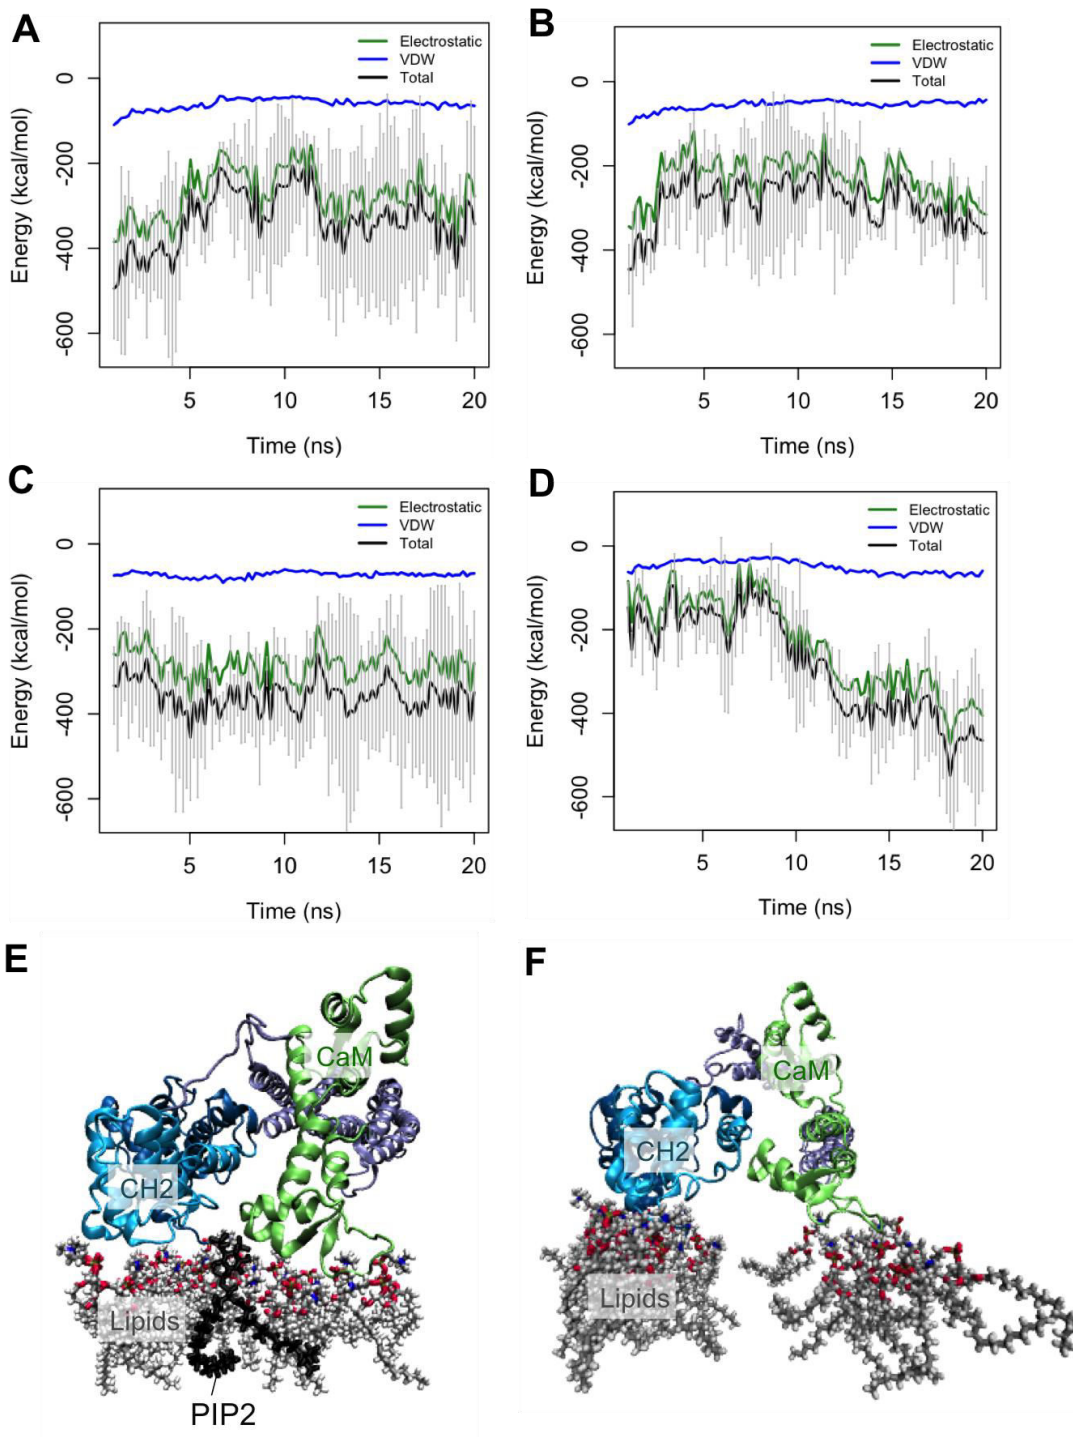 A
Electrostatic
VDW
Total
Energy (kcal/mol)
0
-200
-400
-600
5 10 15 20
Time (ns)
B
Electrostatic
VDW
Total
Energy (kcal/mol)
0
-200
-400
-600
5 10 15 20
Time (ns)
C
Electrostatic
VDW
Total
Energy (kcal/mol)
0
-200
-400
-600
5 10 15 20
Time (ns)
D
Electrostatic
VDW
Total
Energy (kcal/mol)
0
-200
-400
-600
5 10 15 20
Time (ns)
E
CaM
CH2
Lipids
PIP2
F
CaM
CH2
Lipids